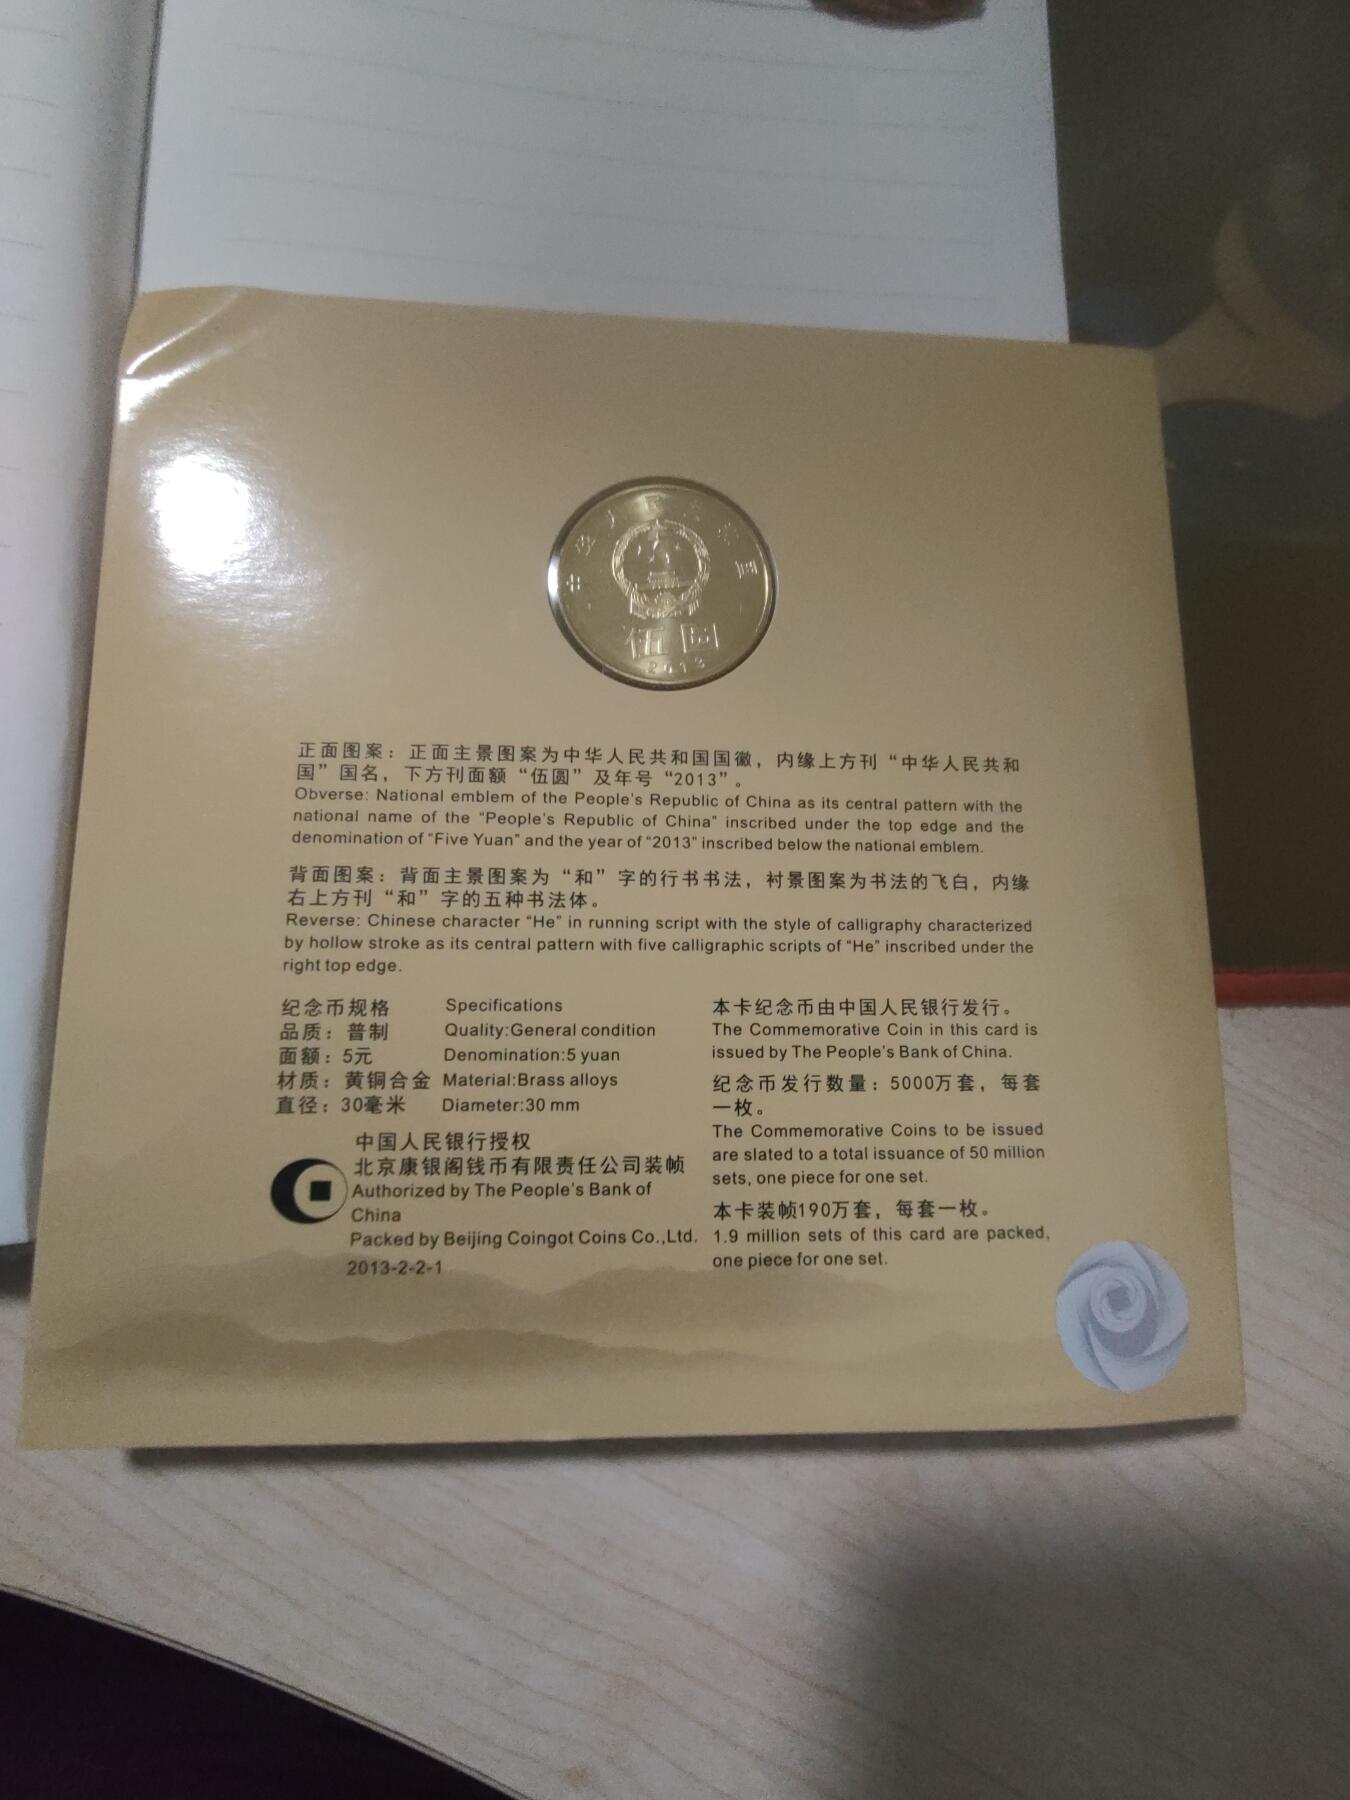 中华人民共和国
伍圆
2013
正面图案：正面主景图案为中华人民共和国国徽，内缘上方刊“中华人民共和
国”国名，下方刊面额“伍圆”及年号“2013”。
Obverse: National emblem of the People's Republic of China as its central pattern with the
national name of the “People's Republic of China” inscribed under the top edge and the
denomination of “Five Yuan” and the year of “2013” inscribed below the national emblem.
背面图案：背面主景图案为“和”字的行书书法，衬景图案为书法的飞白，内缘
右上方刊“和”字的五种书法体。
Reverse: Chinese character “He” in running script with the style of calligraphy characterized
by hollow stroke as its central pattern with five calligraphic scripts of “He” inscribed under the
right top edge.
纪念币规格 Specifications
品质：普制 Quality:General condition
面额：5元 Denomination:5 yuan
材质：黄铜合金 Material:Brass alloys
直径：30毫米 Diameter:30 mm
中国人民银行授权
北京康银阁钱币有限责任公司装帧
Authorized by The People's Bank of
China
Packed by Beijing Coingot Coins Co.,Ltd.
2013-2-2-1
本卡纪念币由中国人民银行发行。
The Commemorative Coin in this card is
issued by The People's Bank of China.
纪念币发行数量：5000万套，每套
一枚。
The Commemorative Coins to be issued
are slated to a total issuance of 50 million
sets, one piece for one set.
本卡装帧190万套，每套一枚。
1.9 million sets of this card are packed,
one piece for one set.